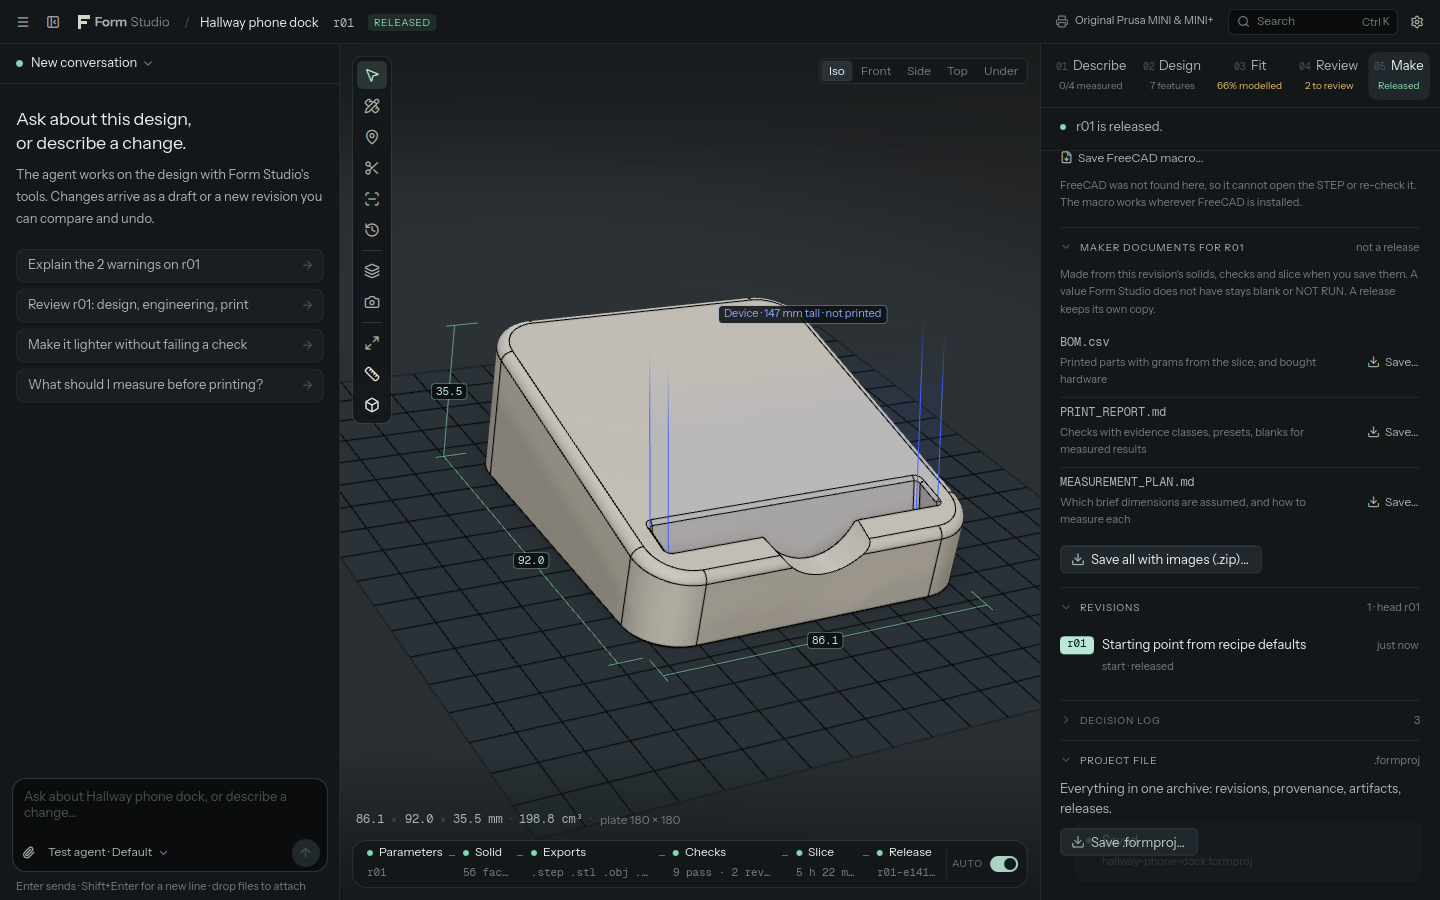 Form Studio / Hallway phone dock r01 RELEASED
Original Prusa MINI & MINI+
Search Ctrl K
New conversation
Ask about this design,
or describe a change.
The agent works on the design with Form Studio's
tools. Changes arrive as a draft or a new revision you
can compare and undo.
Explain the 2 warnings on r01
Review r01: design, engineering, print
Make it lighter without failing a check
What should I measure before printing?
Ask about Hallway phone dock, or describe a
change...
Test agent · Default
Enter sends · Shift+Enter for a new line · drop files to attach
Iso Front Side Top Under
Device · 147 mm tall · not printed
35.5
92.0
86.1
86.1 × 92.0 × 35.5 mm · 198.8 cm³ · plate 180 × 180
Parameters Solid Exports Checks Slice Release
r01 56 fac… .step .stl .obj .… 9 pass · 2 rev… 5 h 22 m… r01-e141…
AUTO
01 Describe 02 Design 03 Fit 04 Review 05 Make
0/4 measured 7 features 66% modelled 2 to review Released
r01 is released.
Save FreeCAD macro...
FreeCAD was not found here, so it cannot open the STEP or re-check it.
The macro works wherever FreeCAD is installed.
MAKER DOCUMENTS FOR R01 not a release
Made from this revision's solids, checks and slice when you save them. A
value Form Studio does not have stays blank or NOT RUN. A release
keeps its own copy.
BOM.csv
Printed parts with grams from the slice, and bought
hardware
Save...
PRINT_REPORT.md
Checks with evidence classes, presets, blanks for
measured results
Save...
MEASUREMENT_PLAN.md
Which brief dimensions are assumed, and how to
measure each
Save...
Save all with images (.zip)...
REVISIONS 1 · head r01
r01 Starting point from recipe defaults just now
start · released
DECISION LOG 3
PROJECT FILE .formproj
Everything in one archive: revisions, provenance, artifacts,
releases.
Save .formproj...
hallway-phone-dock.formproj